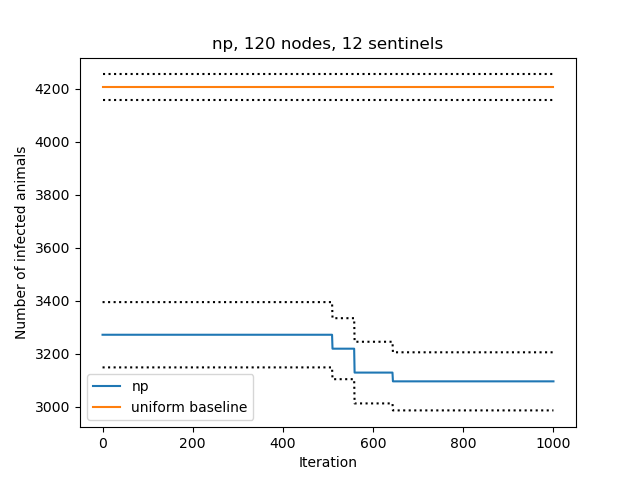 np, 120 nodes, 12 sentinels
Number of infected animals
4200
4000
3800
3600
3400
3200
3000
np
uniform baseline
0 200 400 600 800 1000
Iteration